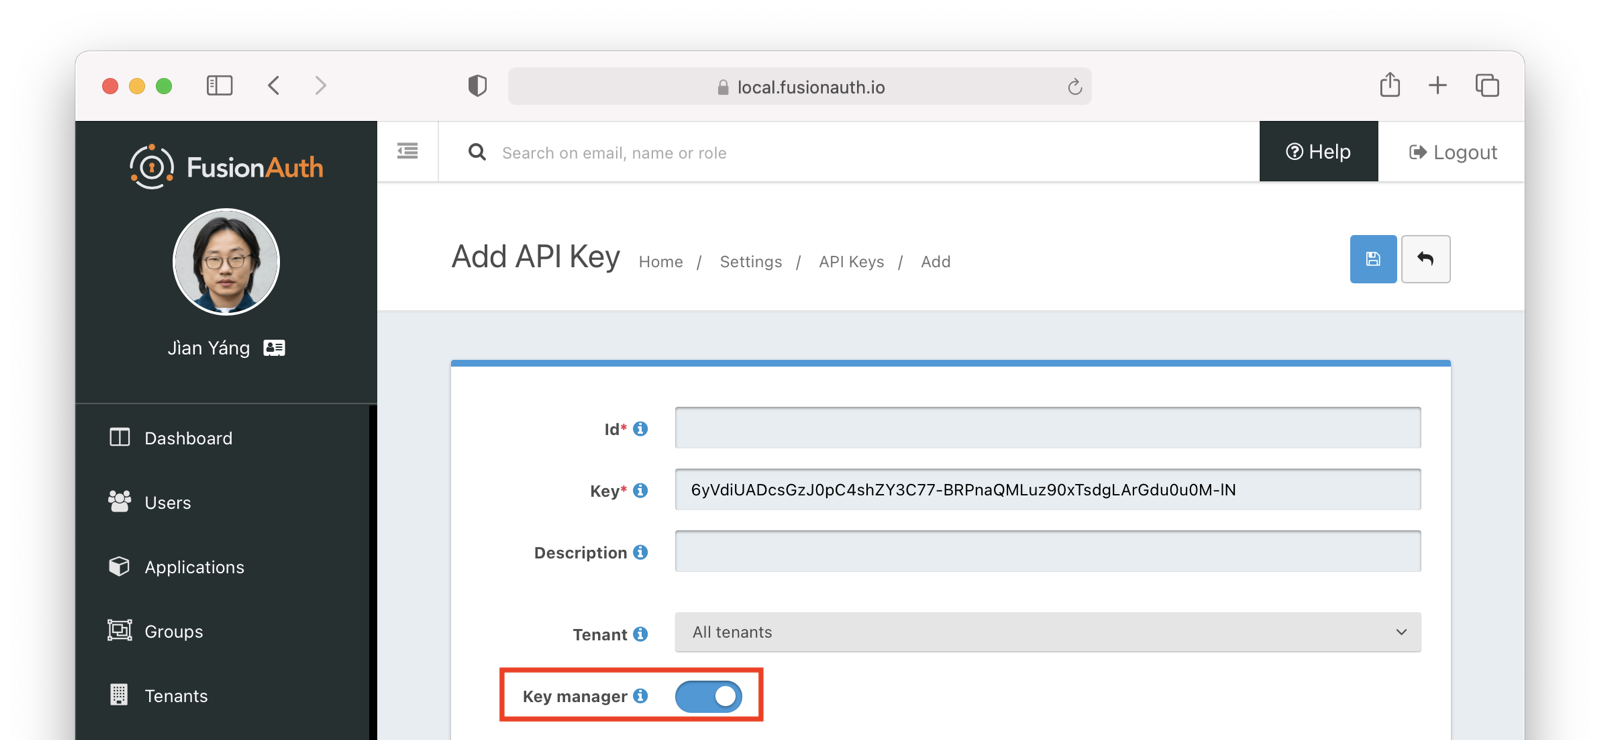 local.fusionauth.io
FusionAuth
Search on email, name or role
Help
Logout
Jìan Yáng
Add API Key
Home / Settings / API Keys / Add
Dashboard
Users
Applications
Groups
Tenants
Id*
Key* 6yVdiUADcsGzJ0pC4shZY3C77-BRPnaQMLuz90xTsdgLArGdu0u0M-lN
Description
Tenant All tenants
Key manager